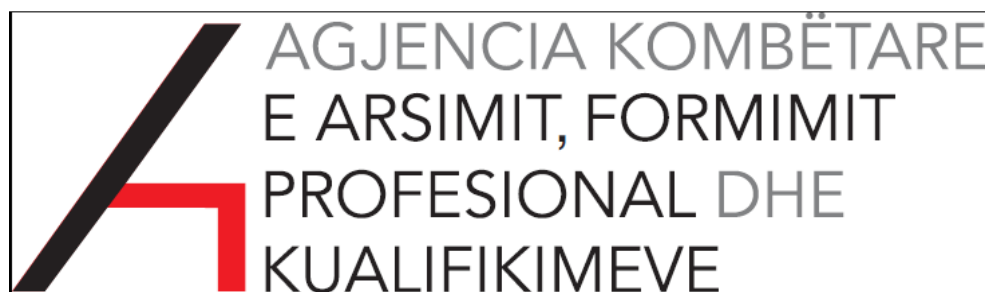 AGJENCIA KOMBËTARE
E ARSIMIT, FORMIMIT
PROFESIONAL DHE
KUALIFIKIMEVE